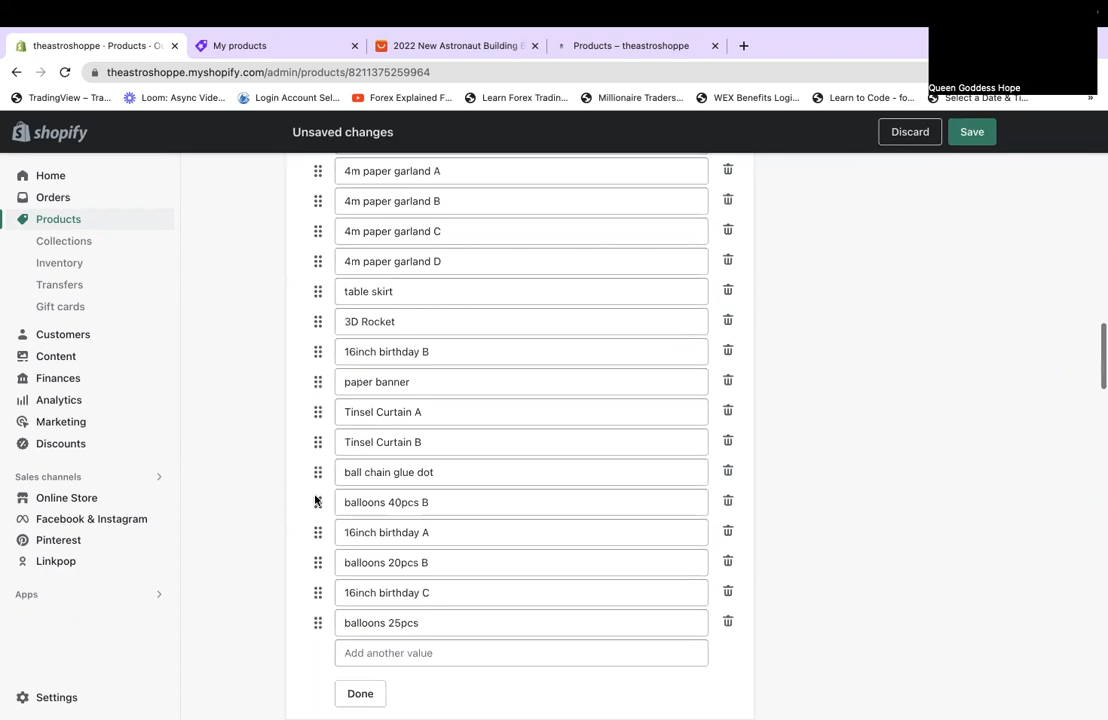 theastroshoppe · Products · O
My products
2022 New Astronaut Building
Products – theastroshoppe
theastroshoppe.myshopify.com/admin/products/8211375259964
Queen Goddess Hope
TradingView – Tra...
Loom: Async Vide...
Login Account Sel...
Forex Explained F...
Learn Forex Tradin...
Millionaire Traders...
WEX Benefits Logi...
Learn to Code - fo...
Select a Date & Ti...
»
shopify
Unsaved changes
Discard
Save
Home
Orders
Products
Collections
Inventory
Transfers
Gift cards
Customers
Content
Finances
Analytics
Marketing
Discounts
Sales channels
Online Store
Facebook & Instagram
Pinterest
Linkpop
Apps
Settings
4m paper garland A
4m paper garland B
4m paper garland C
4m paper garland D
table skirt
3D Rocket
16inch birthday B
paper banner
Tinsel Curtain A
Tinsel Curtain B
ball chain glue dot
balloons 40pcs B
16inch birthday A
balloons 20pcs B
16inch birthday C
balloons 25pcs
Add another value
Done